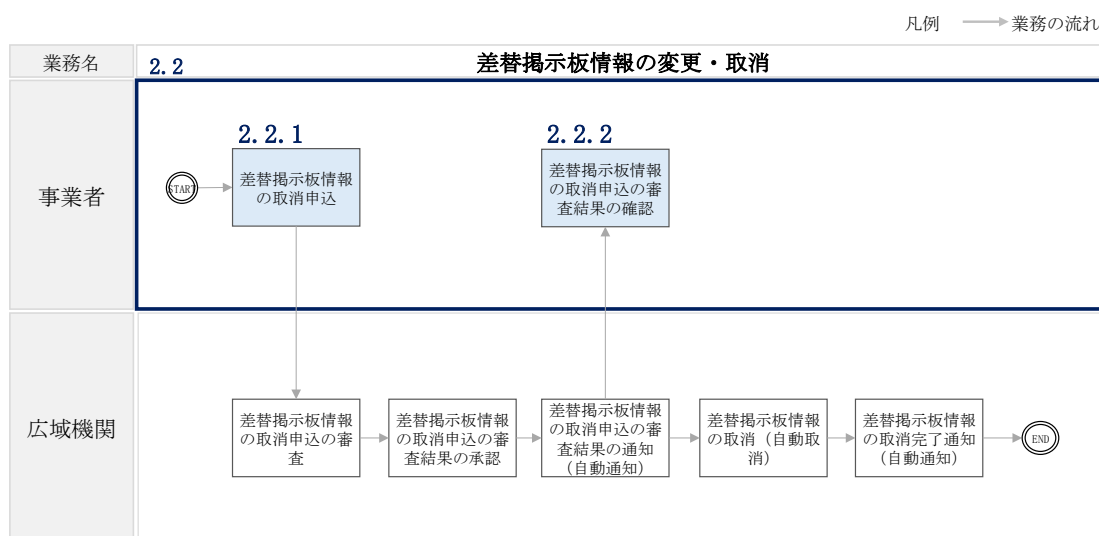 凡例
業務の流れ
業務名
2.2
差替掲示板情報の変更・取消
事業者
START
2.2.1
差替掲示板情報
の取消申込
2.2.2
差替掲示板情報
の取消申込の審
査結果の確認
広域機関
差替掲示板情報
の取消申込の審
査
差替掲示板情報
の取消申込の審
査結果の承認
差替掲示板情報
の取消申込の審
査結果の通知
（自動通知）
差替掲示板情報
の取消（自動取
消）
差替掲示板情報
の取消完了通知
（自動通知）
END